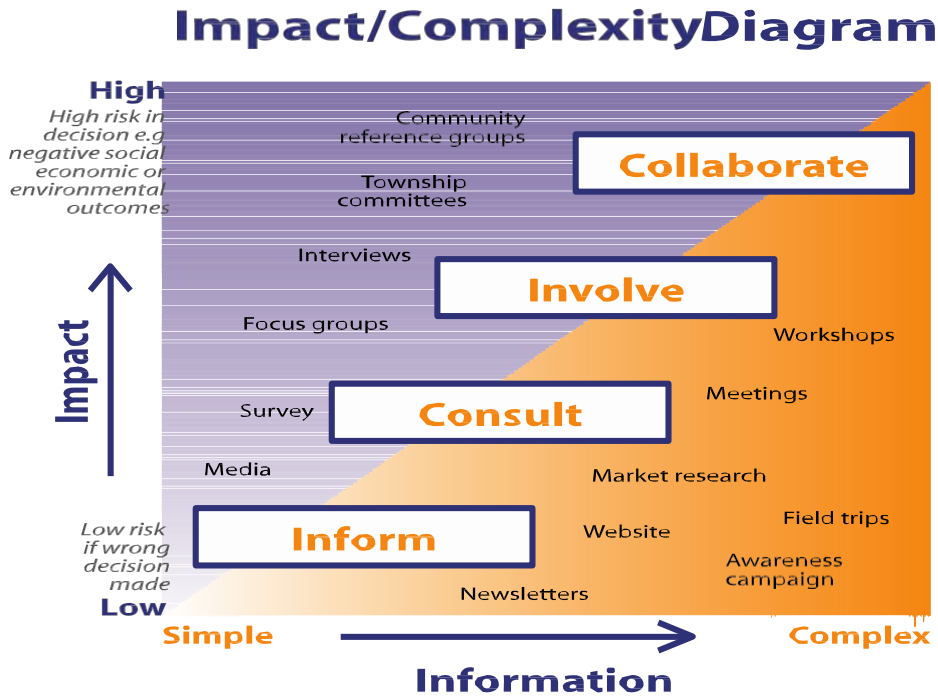 Impact/Complexity Diagram
High
High risk in
decision e.g
negative social
economic or
environmental
outcomes
Community
reference groups
Collaborate
Township
committees
Interviews
Involve
Focus groups
Workshops
Impact
Meetings
Survey
Consult
Media
Market research
Low risk
if wrong
decision
made
Inform
Website
Field trips
Awareness
campaign
Newsletters
Low
Simple
Complex
Information